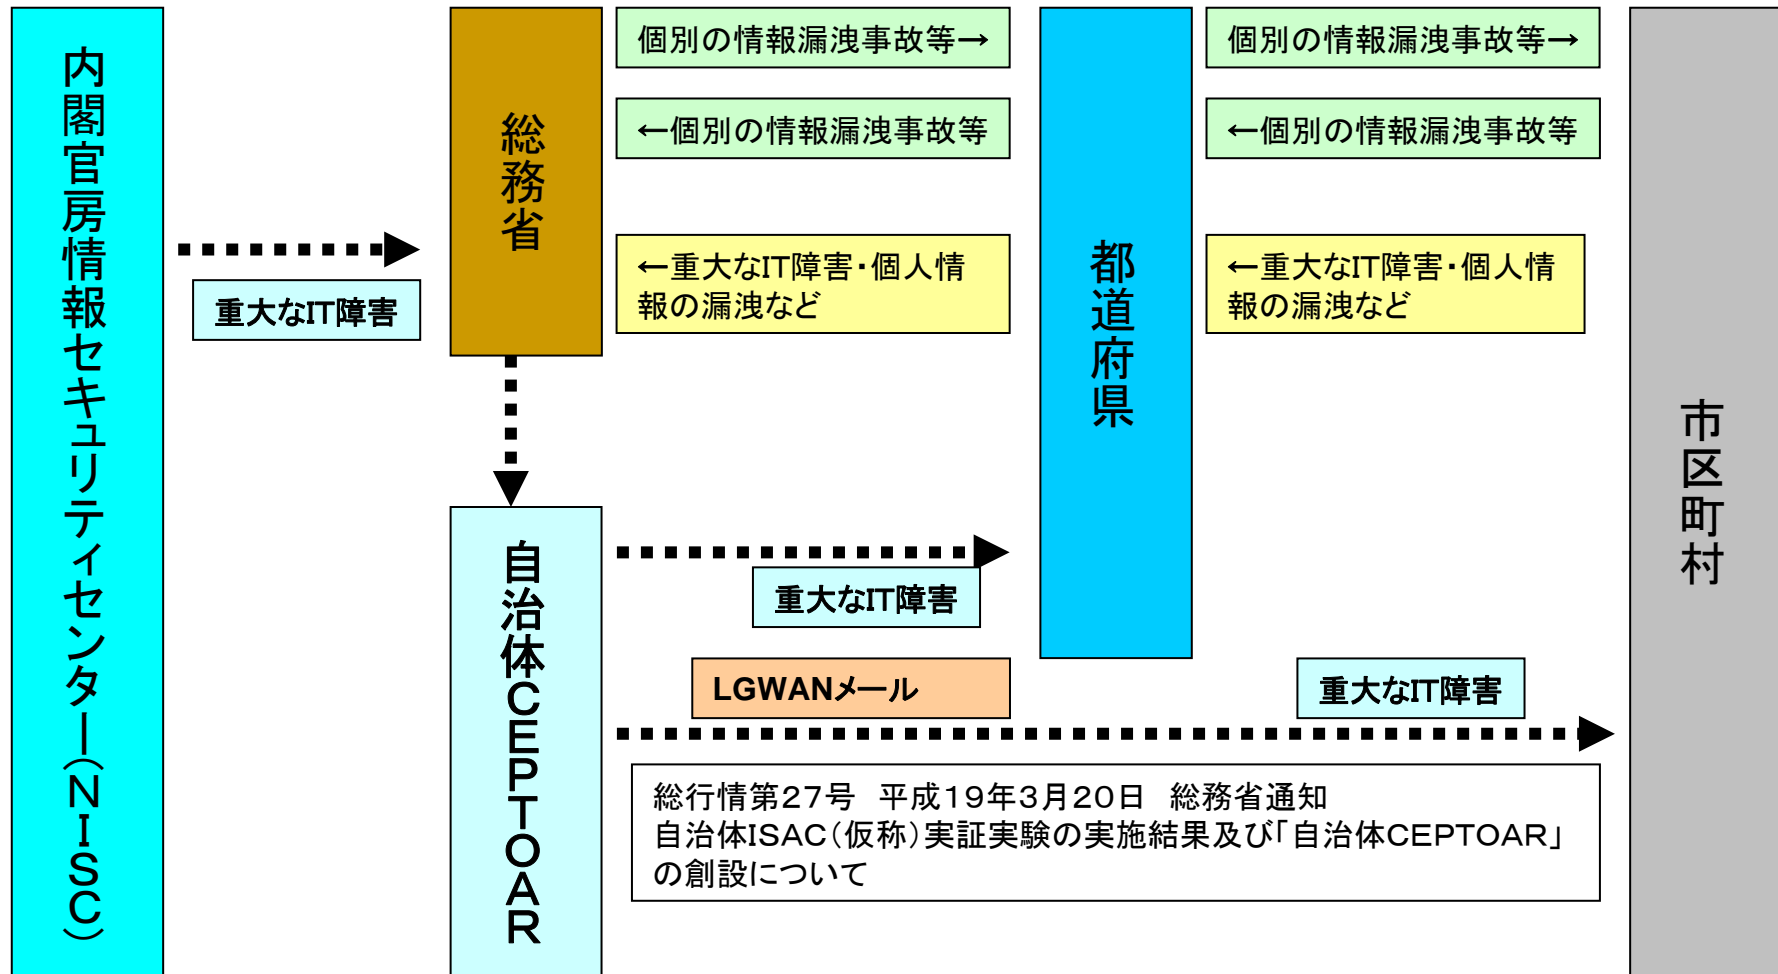 内閣官房情報セキュリティセンター(NISC)
総務省
個別の情報漏洩事故等→
←個別の情報漏洩事故等
←重大なIT障害・個人情
報の漏洩など
重大なIT障害
都道府県
個別の情報漏洩事故等→
←個別の情報漏洩事故等
←重大なIT障害・個人情
報の漏洩など
市区町村
自治体CEPTOAR
重大なIT障害
LGWANメール
重大なIT障害
総行情第27号 平成19年3月20日 総務省通知
自治体ISAC(仮称)実証実験の実施結果及び「自治体CEPTOAR」
の創設について